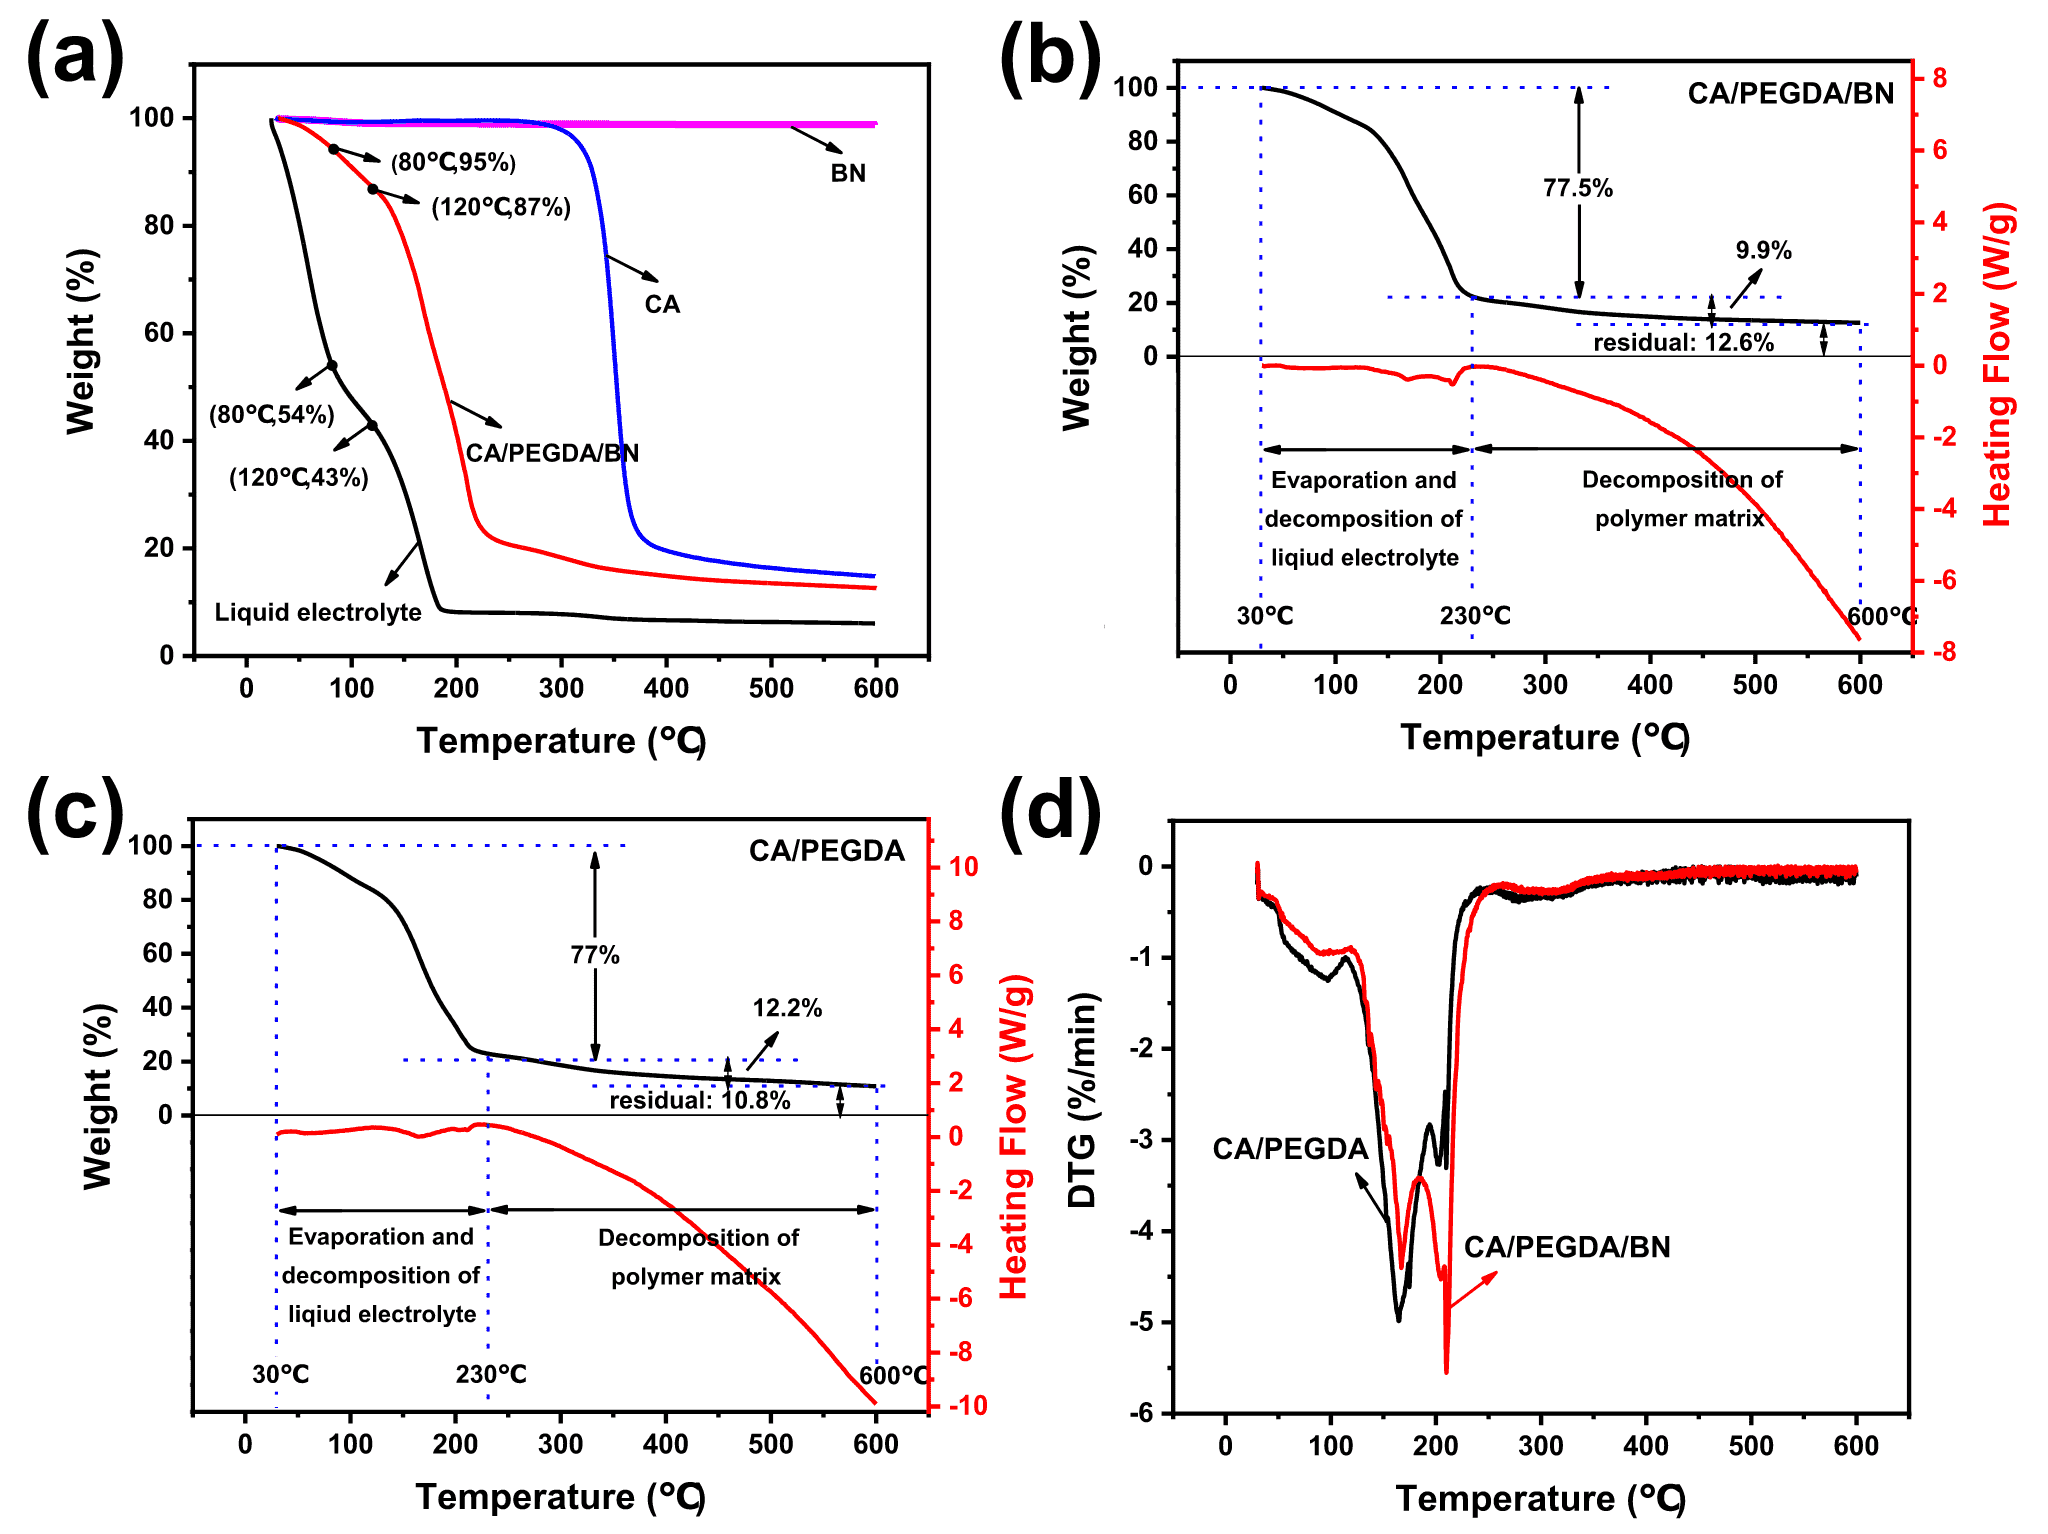 (a)
100
80
60
40
20
0
Weight (%)
(80℃,95%)
(120℃,87%)
BN
CA
(80℃,54%)
CA/PEGDA/BN
(120℃,43%)
Liquid electrolyte
0 100 200 300 400 500 600
Temperature (℃)
(b)
100
80
60
40
20
0
Weight (%)
CA/PEGDA/BN
77.5%
9.9%
residual: 12.6%
Evaporation and
decomposition of
liqiud electrolyte
Decomposition of
polymer matrix
30℃
230℃
600℃
8
6
4
2
0
-2
-4
-6
-8
Heating Flow (W/g)
0 100 200 300 400 500 600
Temperature (℃)
(c)
100
80
60
40
20
0
Weight (%)
CA/PEGDA
77%
12.2%
residual: 10.8%
Evaporation and
decomposition of
liqiud electrolyte
Decomposition of
polymer matrix
30℃
230℃
600℃
10
8
6
4
2
0
-2
-4
-6
-8
-10
Heating Flow (W/g)
0 100 200 300 400 500 600
Temperature (℃)
(d)
0
-1
-2
-3
-4
-5
-6
DTG (%/min)
CA/PEGDA
CA/PEGDA/BN
0 100 200 300 400 500 600
Temperature (℃)